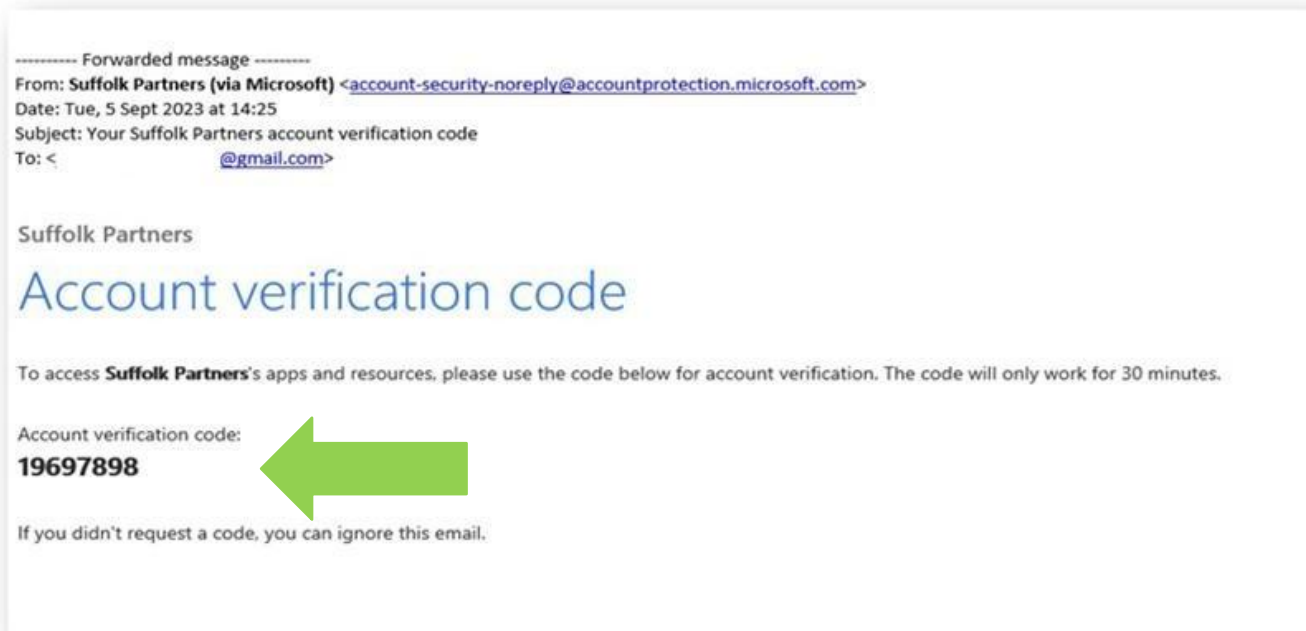 ---------- Forwarded message ---------
From: Suffolk Partners (via Microsoft) <account-security-noreply@accountprotection.microsoft.com>
Date: Tue, 5 Sept 2023 at 14:25
Subject: Your Suffolk Partners account verification code
To: < @gmail.com>
Suffolk Partners
Account verification code
To access Suffolk Partners's apps and resources, please use the code below for account verification. The code will only work for 30 minutes.
Account verification code:
19697898
If you didn't request a code, you can ignore this email.